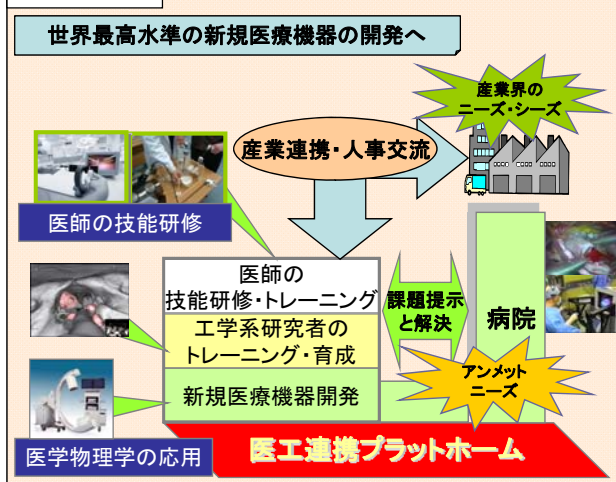 世界最高水準の新規医療機器の開発へ
産業界の
ニーズ・シーズ
産業連携・人事交流
医師の技能研修
医師の
技能研修・トレーニング
工学系研究者の
トレーニング・育成
新規医療機器開発
課題提示
と解決
病院
アンメット
ニーズ
医学物理学の応用
医工連携プラットホーム